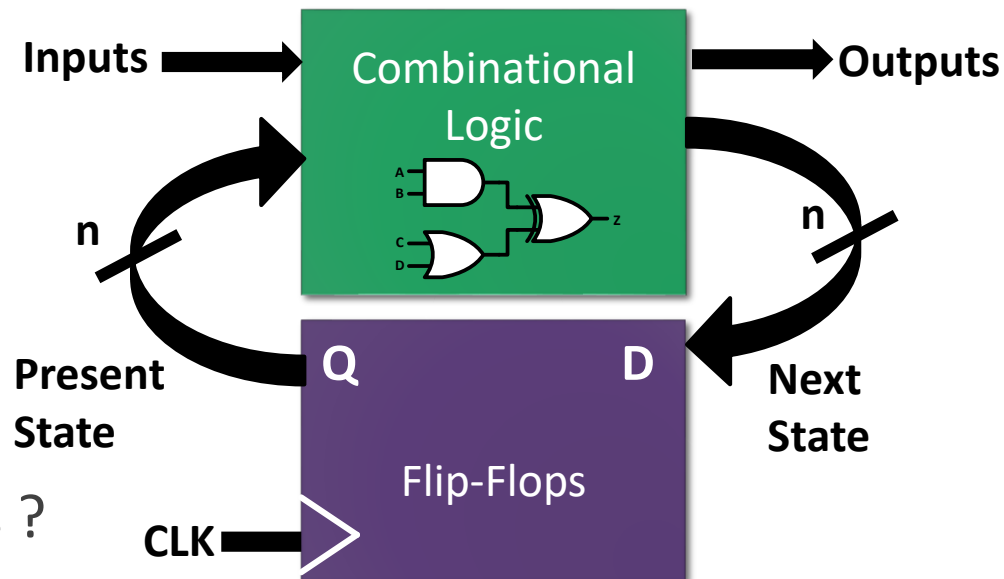 Inputs
Combinational
Logic
Outputs
A
B
C
D
Z
n
n
Present
State
Q
D
Next
State
Flip-Flops
?
CLK